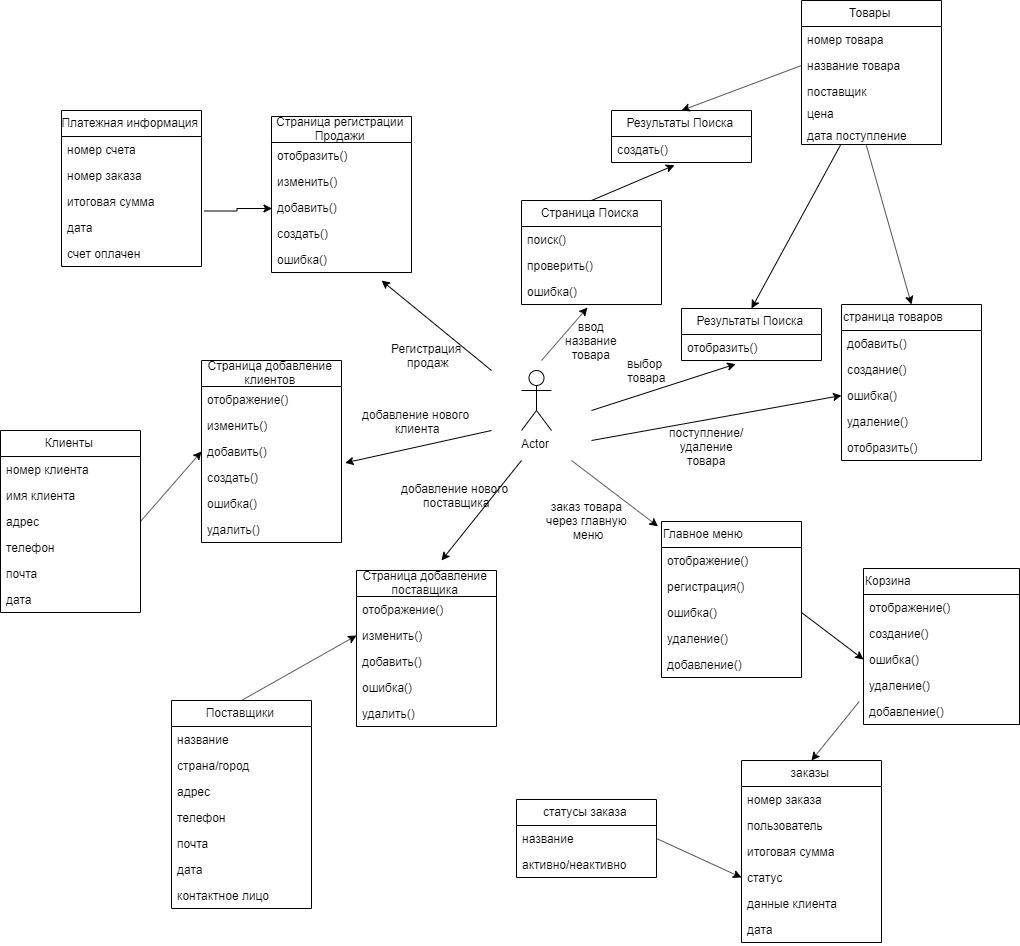 Товары
номер товара
название товара
поставщик
цена
дата поступление
Платежная информация
номер счета
номер заказа
итоговая сумма
дата
счет оплачен
Страница регистрации
Продажи
отобразить()
изменить()
добавить()
создать()
ошибка()
Результаты Поиска
создать()
Страница Поиска
поиск()
проверить()
ошибка()
Результаты Поиска
отобразить()
страница товаров
добавить()
создание()
ошибка()
удаление()
отобразить()
Регистрация
продаж
ввод
название
товара
выбор
товара
Actor
поступление/
удаление
товара
добавление нового
клиента
Страница добавление
клиентов
отображение()
изменить()
добавить()
создать()
ошибка()
удалить()
Клиенты
номер клиента
имя клиента
адрес
телефон
почта
дата
добавление нового
поставщика
заказ товара
через главную
меню
Страница добавление
поставщика
отображение()
изменить()
добавить()
ошибка()
удалить()
Главное меню
отображение()
регистрация()
ошибка()
удаление()
добавление()
Корзина
отображение()
создание()
ошибка()
удаление()
добавление()
Поставщики
название
страна/город
адрес
телефон
почта
дата
контактное лицо
статусы заказа
название
активно/неактивно
заказы
номер заказа
пользователь
итоговая сумма
статус
данные клиента
дата